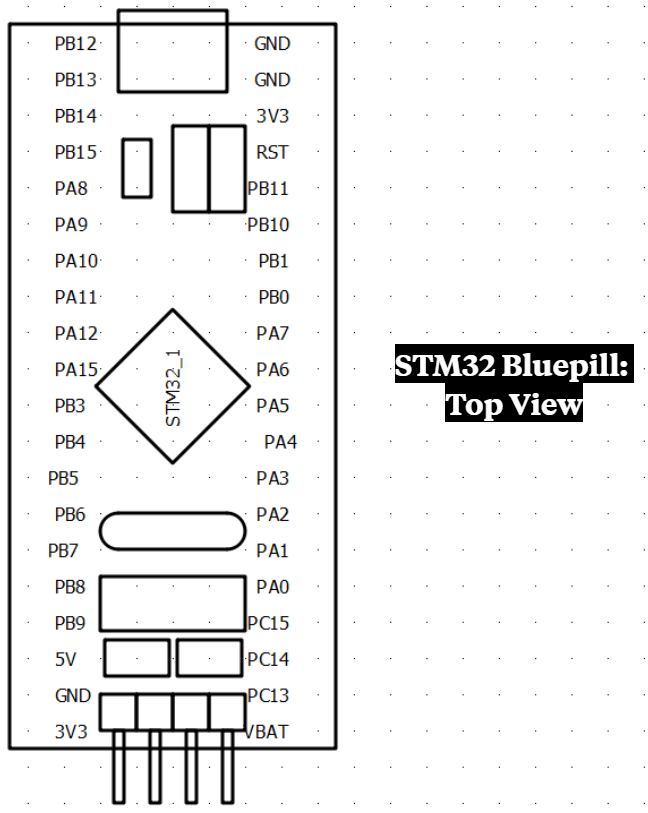 PB12 GND
PB13 GND
PB14 3V3
PB15 RST
PA8 PB11
PA9 PB10
PA10 PB1
PA11 PB0
PA12 PA7
PA15 PA6
PB3 PA5
PB4 PA4
PB5 PA3
PB6 PA2
PB7 PA1
PB8 PA0
PB9 PC15
5V PC14
GND PC13
3V3 VBAT
STM32_1
STM32 Bluepill:
Top View